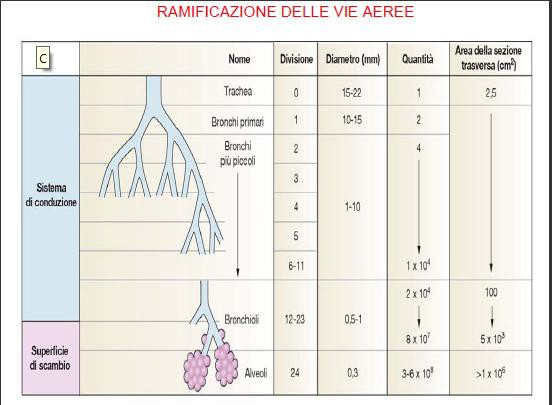 RAMIFICAZIONE DELLE VIE AEREE
C
Nome Divisione Diametro (mm) Quantità Area della sezione
trasversa (cm²)
Trachea 0 15-22 1 2,5
Bronchi primari 1 10-15 2
Bronchi
più piccoli
2 4
3
Sistema
di conduzione
4 1-10
5
6-11 1 x 10⁴
2 x 10⁴ 100
Bronchioli 12-23 0,5-1
8 x 10⁷ 5 x 10³
Superficie
di scambio
Alveoli 24 0,3 3-6 x 10⁸ >1 x 10⁶